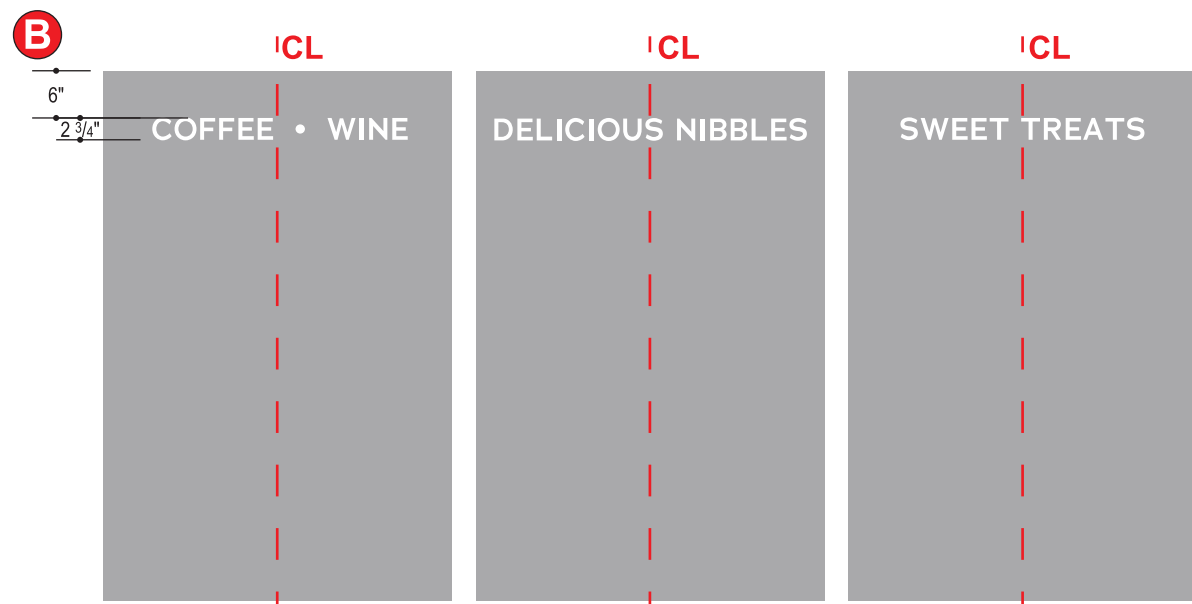 B
CL CL CL
6"
2 3/4"
COFFEE • WINE
DELICIOUS NIBBLES
SWEET TREATS